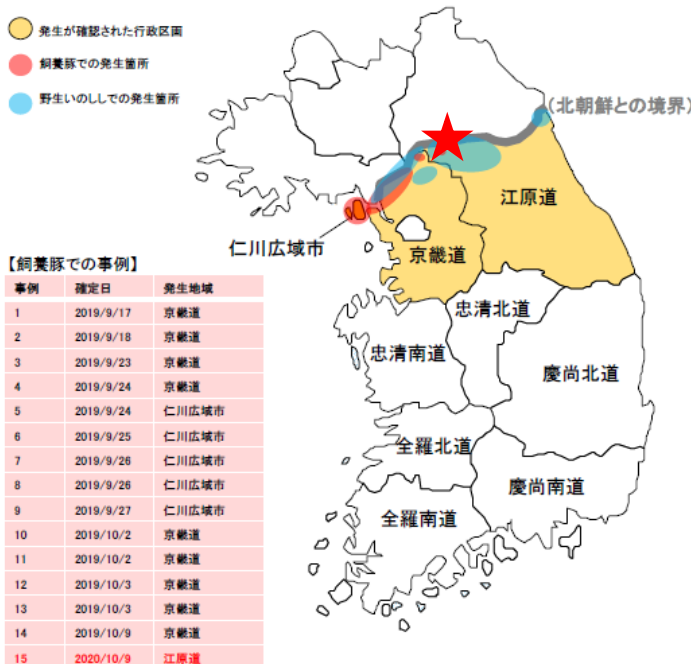 発生が確認された行政区画
飼養豚での発生箇所
野生いのししでの発生箇所
(北朝鮮との境界)
江原道
仁川広域市
京畿道
忠清北道
忠清南道
慶尚北道
全羅北道
慶尚南道
全羅南道
【飼養豚での事例】
事例 確定日 発生地域
1 2019/9/17 京畿道
2 2019/9/18 京畿道
3 2019/9/23 京畿道
4 2019/9/24 京畿道
5 2019/9/24 仁川広域市
6 2019/9/25 仁川広域市
7 2019/9/26 仁川広域市
8 2019/9/26 仁川広域市
9 2019/9/27 仁川広域市
10 2019/10/2 京畿道
11 2019/10/2 京畿道
12 2019/10/3 京畿道
13 2019/10/3 京畿道
14 2019/10/9 京畿道
15 2020/10/9 江原道